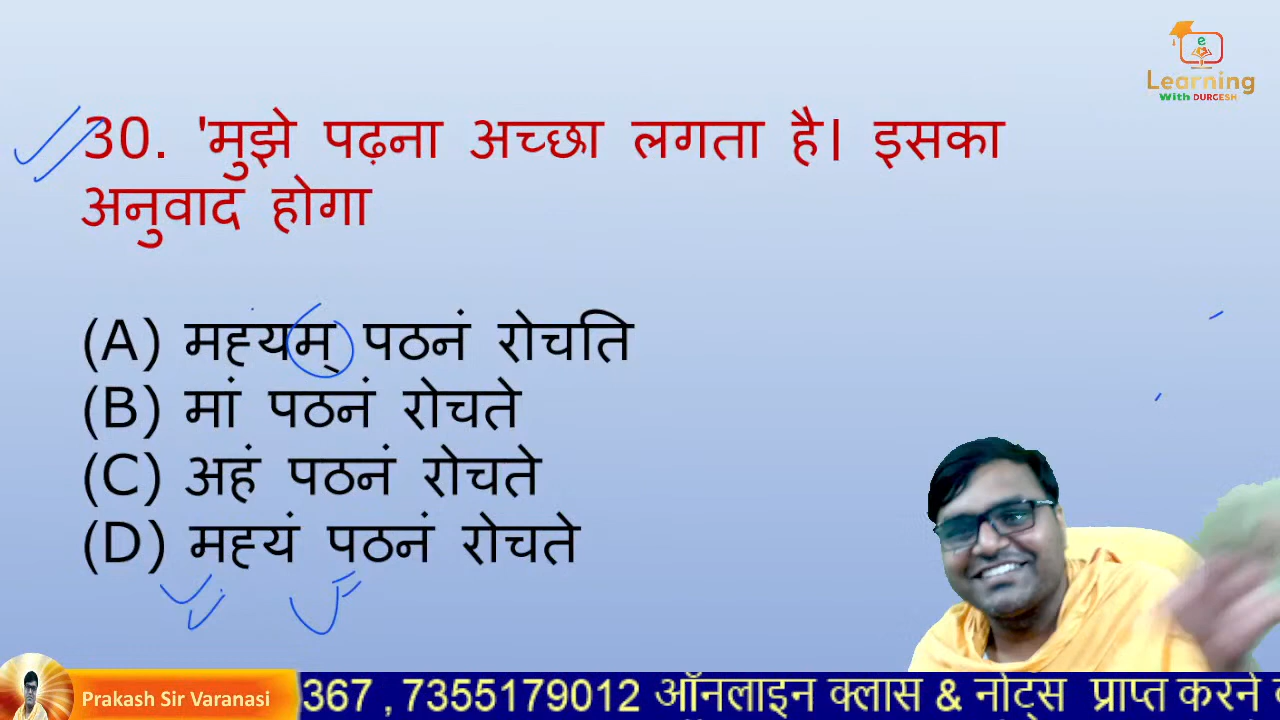 e
Learning
With DURGESH
30. 'मुझे पढ़ना अच्छा लगता है। इसका
अनुवाद होगा
(A) मह्यम् पठनं रोचति
(B) मां पठनं रोचते
(C) अहं पठनं रोचते
(D) मह्यं पठनं रोचते
Prakash Sir Varanasi
367 , 7355179012 ऑनलाइन क्लास & नोट्स प्राप्त करने